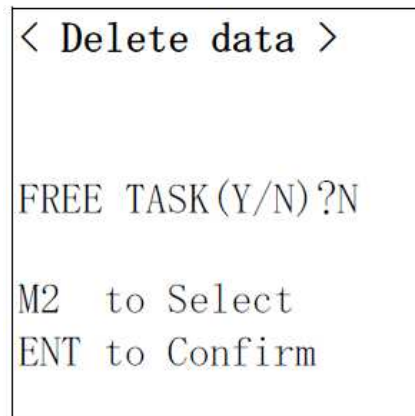 < Delete data >
FREE TASK(Y/N)?N
M2 to Select
ENT to Confirm